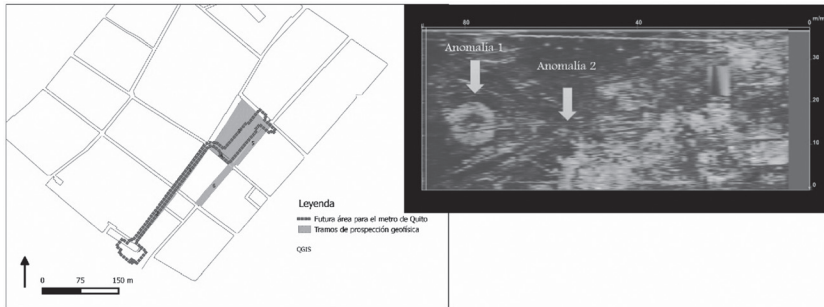 Leyenda
Futura área para el metro de Quito
Tramos de prospección geofísica
QGIS
0 75 150 m
80 40 0 m/m
Anomalia 1
Anomalia 2
30
20
10
0